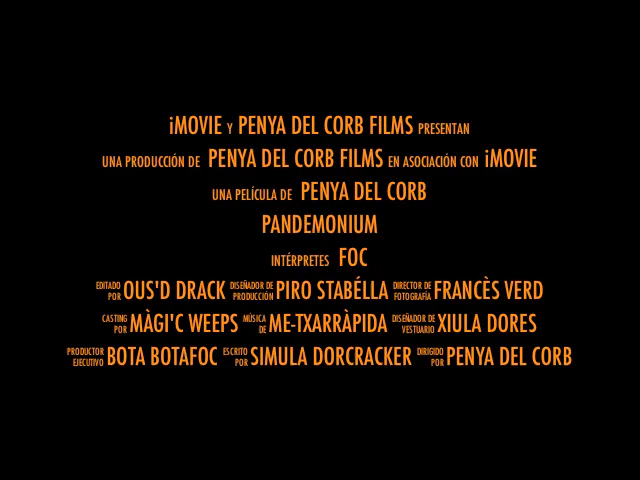 iMOVIE Y PENYA DEL CORB FILMS PRESENTAN
UNA PRODUCCIÓN DE PENYA DEL CORB FILMS EN ASOCIACIÓN CON iMOVIE
UNA PELÍCULA DE PENYA DEL CORB
PANDEMONIUM
INTÉRPRETES FOC
EDITADO POR OUS'D DRACK DISEÑADOR DE PRODUCCIÓN PIRO STABÉLLA DIRECTOR DE FOTOGRAFÍA FRANCÈS VERD
CASTING POR MÀGI'C WEEPS MÚSICA DE ME-TXARRÀPIDA DISEÑADOR DE VESTUARIO XIULA DORES
PRODUCTOR EJECUTIVO BOTA BOTAFOC ESCRITO POR SIMULA DORCRACKER DIRIGIDO POR PENYA DEL CORB